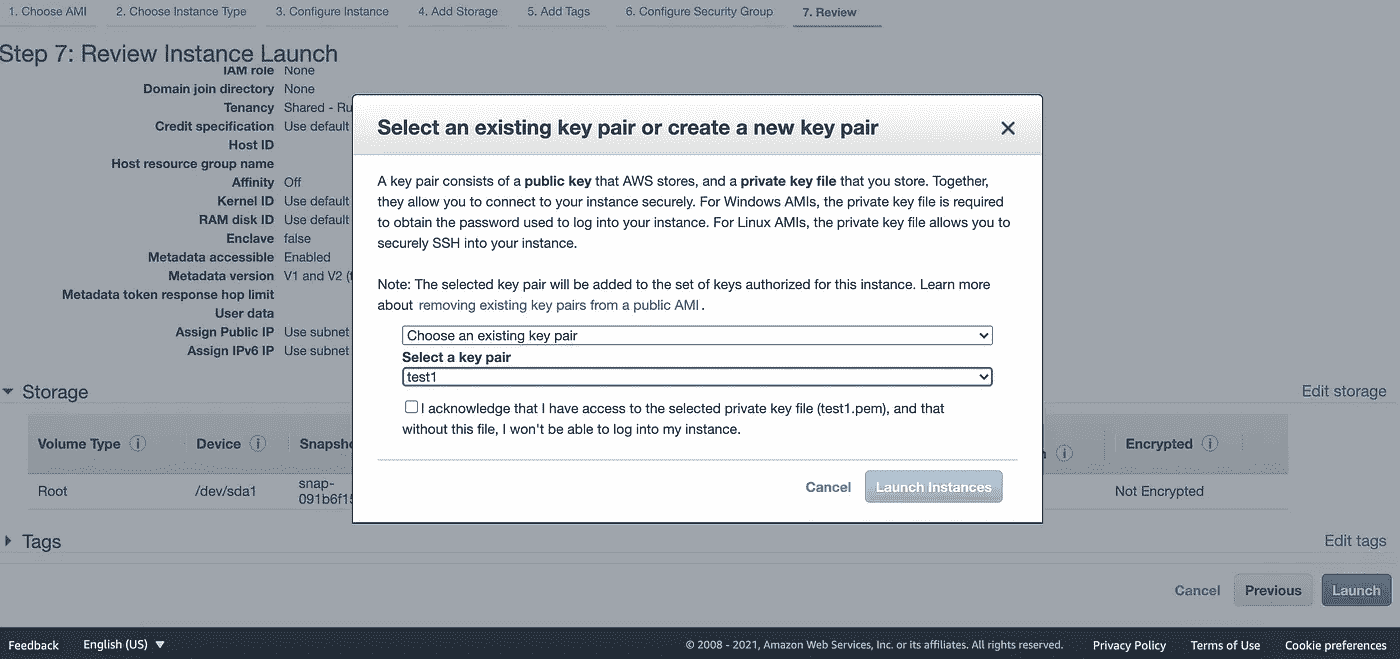 1. Choose AMI 2. Choose Instance Type 3. Configure Instance 4. Add Storage 5. Add Tags 6. Configure Security Group 7. Review
Step 7: Review Instance Launch
IAM role None
Domain join directory None
Tenancy Shared - Ru
Credit specification Use default
Host ID
Host resource group name
Affinity Off
Kernel ID Use default
RAM disk ID Use default
Enclave false
Metadata accessible Enabled
Metadata version V1 and V2 (t
Metadata token response hop limit
User data
Assign Public IP Use subnet
Assign IPv6 IP Use subnet
Select an existing key pair or create a new key pair
A key pair consists of a public key that AWS stores, and a private key file that you store. Together,
they allow you to connect to your instance securely. For Windows AMIs, the private key file is required
to obtain the password used to log into your instance. For Linux AMIs, the private key file allows you to
securely SSH into your instance.
Note: The selected key pair will be added to the set of keys authorized for this instance. Learn more
about removing existing key pairs from a public AMI.
Choose an existing key pair
Select a key pair
test1
I acknowledge that I have access to the selected private key file (test1.pem), and that
without this file, I won't be able to log into my instance.
Cancel Launch Instances
Storage Edit storage
Volume Type Device Snapsho n Encrypted
Root /dev/sda1 snap- Not Encrypted
091b6f15
Tags Edit tags
Cancel Previous Launch
Feedback English (US) © 2008 - 2021, Amazon Web Services, Inc. or its affiliates. All rights reserved. Privacy Policy Terms of Use Cookie preferences